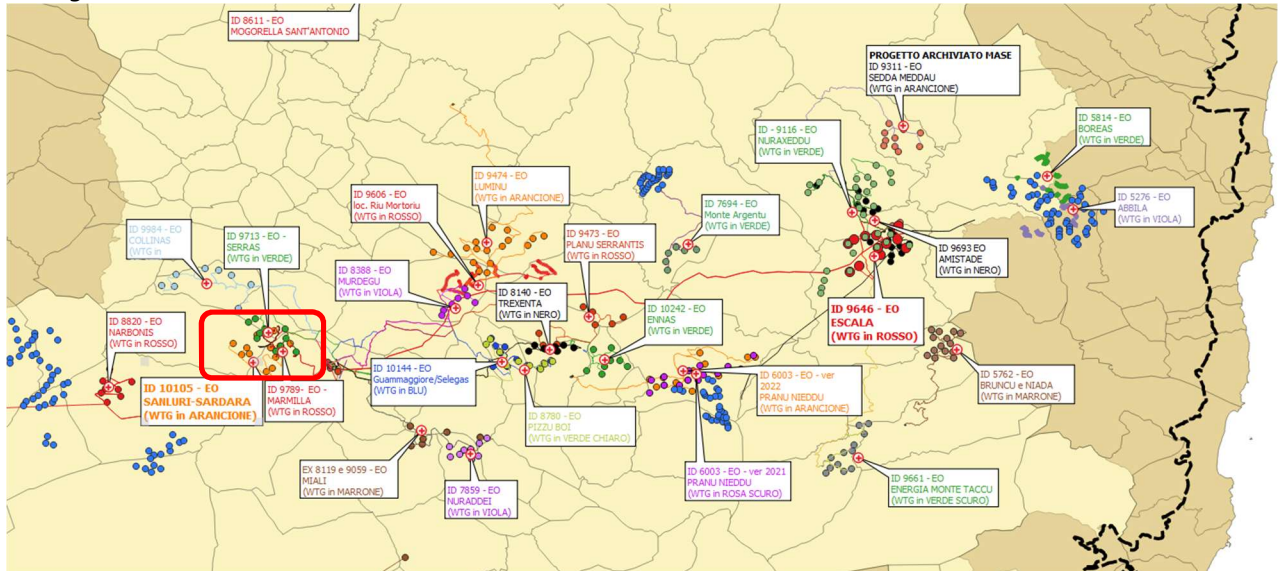 ID 8611 - EO
MOGORELLA SANT'ANTONIO
PROGETTO ARCHIVIATO MASE
ID 9311 - EO
SEDDA MEDDAU
(WTG in ARANCIONE)
ID 5814 - EO
BOREAS
(WTG in VERDE)
ID - 9116 - EO
NURAXEDDU
(WTG in VERDE)
ID 9474 - EO
LUMINU
(WTG in ARANCIONE)
ID 9606 - EO
loc. Riu Mortoriu
(WTG in ROSSO)
ID 7694 - EO
Monte Argentu
(WTG in VERDE)
ID 5276 - EO
ABBILA
(WTG in VIOLA)
ID 9984 - EO
COLLINAS
(WTG in
ID 9713 - EO -
SERRAS
(WTG in VERDE)
ID 9473 - EO
PLANU SERRANTIS
(WTG in ROSSO)
ID 9693 EO
AMISTADE
(WTG in NERO)
ID 8388 - EO
MURDEGU
(WTG in VIOLA)
ID 8140 - EO
TREXENTA
(WTG in NERO)
ID 10242 - EO
ENNAS
(WTG in VERDE)
ID 9646 - EO
ESCALA
(WTG in ROSSO)
ID 8820 - EO
NARBONIS
(WTG in ROSSO)
ID 10144 - EO
Guammaggiore/Selegas
(WTG in BLU)
ID 10105 - EO
SANLURI-SARDARA
(WTG in ARANCIONE)
ID 9789- EO -
MARMILLA
(WTG in ROSSO)
ID 6003 - EO - ver
2022
PRANU NIEDDU
(WTG in ARANCIONE)
ID 5762 - EO
BRUNCU e NIADA
(WTG in MARRONE)
ID 8780 - EO
PIZZU BOI
(WTG in VERDE CHIARO)
EX 8119 e 9059 - EO
MIALI
(WTG in MARRONE)
ID 7859 - EO
NURADDEI
(WTG in VIOLA)
ID 6003 - EO - ver 2021
PRANU NIEDDU
(WTG in ROSA SCURO)
ID 9661 - EO
ENERGIA MONTE TACCU
(WTG in VERDE SCURO)